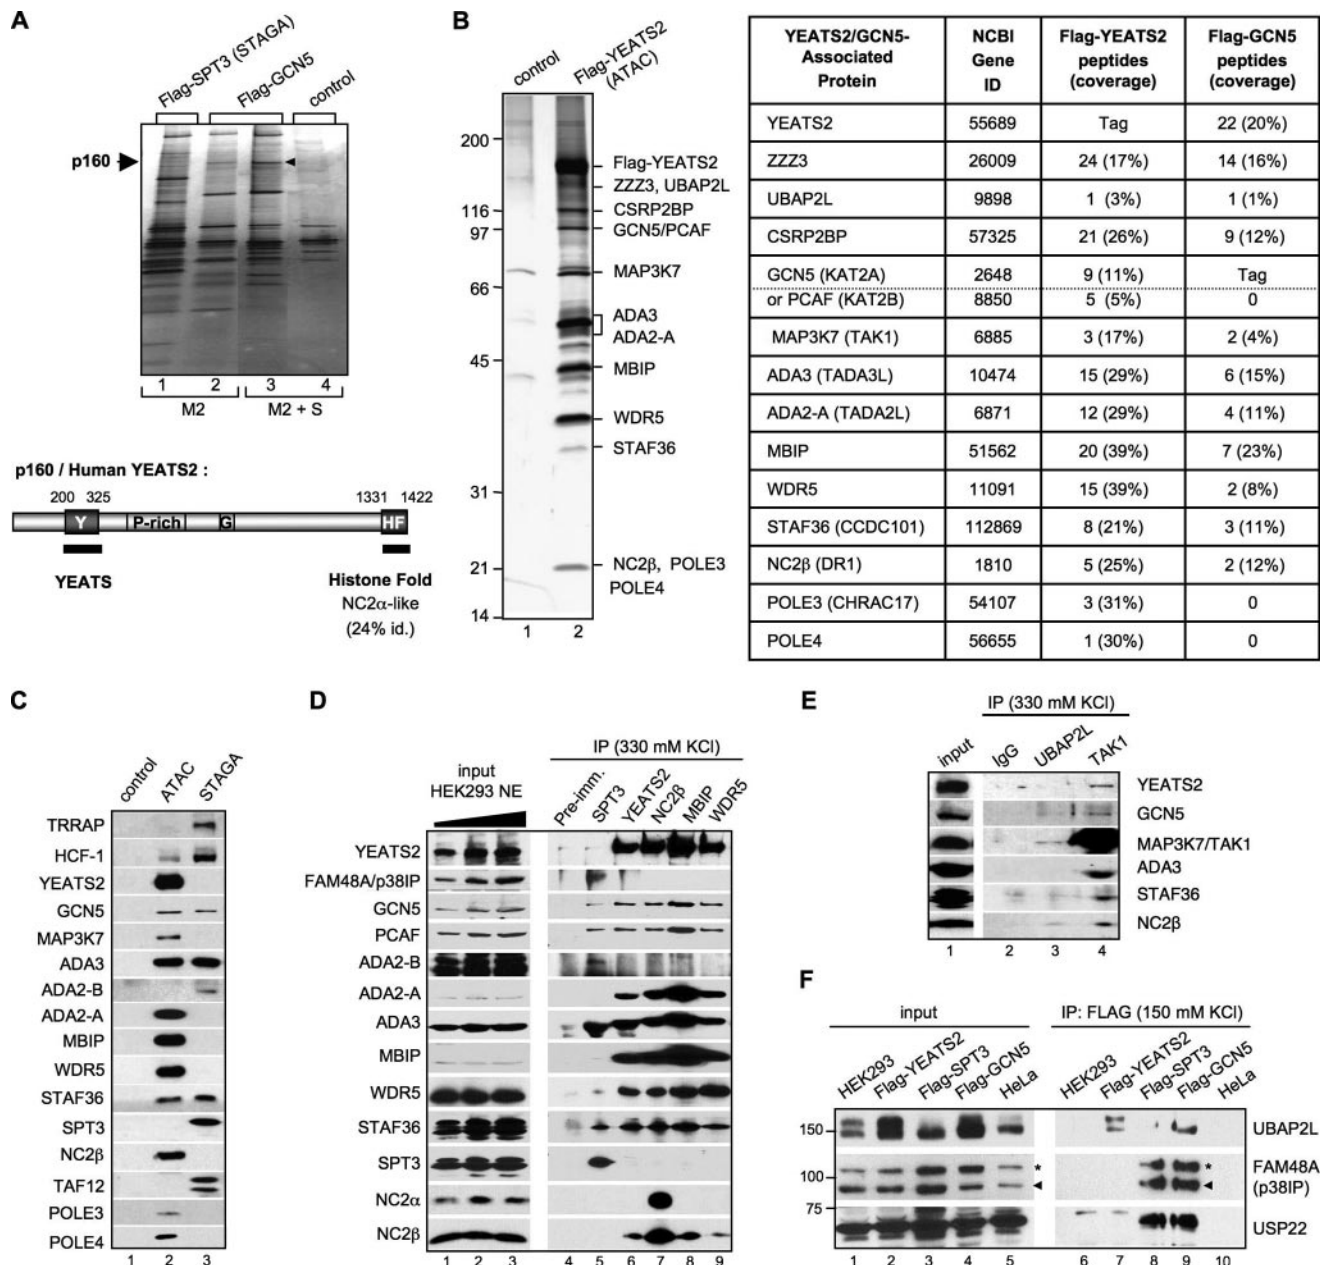 A
Flag-SPT3 (STAGA)
Flag-GCN5
control
p160
1 2 3 4
M2 M2 + S
p160 / Human YEATS2 :
200 325 1331 1422
Y P-rich G HF
YEATS
Histone Fold
NC2α-like
(24% id.)
B
control
Flag-YEATS2
(ATAC)
200
116
97
66
45
31
21
14
Flag-YEATS2
ZZZ3, UBAP2L
CSRP2BP
GCN5/PCAF
MAP3K7
ADA3
ADA2-A
MBIP
WDR5
STAF36
NC2β, POLE3
POLE4
1 2
YEATS2/GCN5-Associated Protein NCBI Gene ID Flag-YEATS2 peptides (coverage) Flag-GCN5 peptides (coverage)
YEATS2 55689 Tag 22 (20%)
ZZZ3 26009 24 (17%) 14 (16%)
UBAP2L 9898 1 (3%) 1 (1%)
CSRP2BP 57325 21 (26%) 9 (12%)
GCN5 (KAT2A) 2648 9 (11%) Tag
or PCAF (KAT2B) 8850 5 (5%) 0
MAP3K7 (TAK1) 6885 3 (17%) 2 (4%)
ADA3 (TADA3L) 10474 15 (29%) 6 (15%)
ADA2-A (TADA2L) 6871 12 (29%) 4 (11%)
MBIP 51562 20 (39%) 7 (23%)
WDR5 11091 15 (39%) 2 (8%)
STAF36 (CCDC101) 112869 8 (21%) 3 (11%)
NC2β (DR1) 1810 5 (25%) 2 (12%)
POLE3 (CHRAC17) 54107 3 (31%) 0
POLE4 56655 1 (30%) 0
C
control
ATAC
STAGA
TRRAP
HCF-1
YEATS2
GCN5
MAP3K7
ADA3
ADA2-B
ADA2-A
MBIP
WDR5
STAF36
SPT3
NC2β
TAF12
POLE3
POLE4
1 2 3
D
input
HEK293 NE
IP (330 mM KCl)
Pre-imm.
SPT3
YEATS2
NC2β
MBIP
WDR5
YEATS2
FAM48A/p38IP
GCN5
PCAF
ADA2-B
ADA2-A
ADA3
MBIP
WDR5
STAF36
SPT3
NC2α
NC2β
1 2 3 4 5 6 7 8 9
E
IP (330 mM KCl)
input
IgG
UBAP2L
TAK1
YEATS2
GCN5
MAP3K7/TAK1
ADA3
STAF36
NC2β
1 2 3 4
F
input
IP: FLAG (150 mM KCl)
HEK293
Flag-YEATS2
Flag-SPT3
Flag-GCN5
HeLa
HEK293
Flag-YEATS2
Flag-SPT3
Flag-GCN5
HeLa
150
100
75
UBAP2L
* * FAM48A
(p38IP)
USP22
1 2 3 4 5 6 7 8 9 10